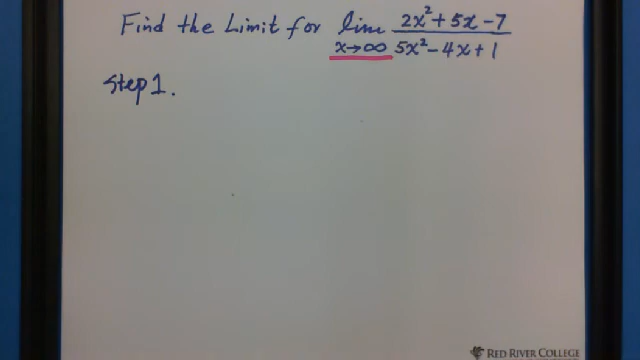 Find the Limit for lim x→∞ 2x² + 5x - 7 / 5x² - 4x + 1
Step 1.
RED RIVER COLLEGE